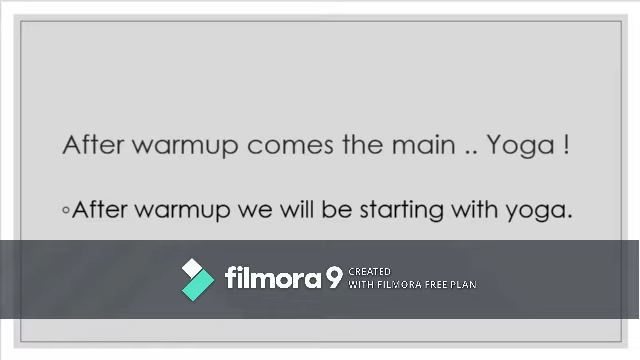 After warmup comes the main .. Yoga !
◦After warmup we will be starting with yoga.
filmora 9 CREATED
WITH FILMORA FREE PLAN